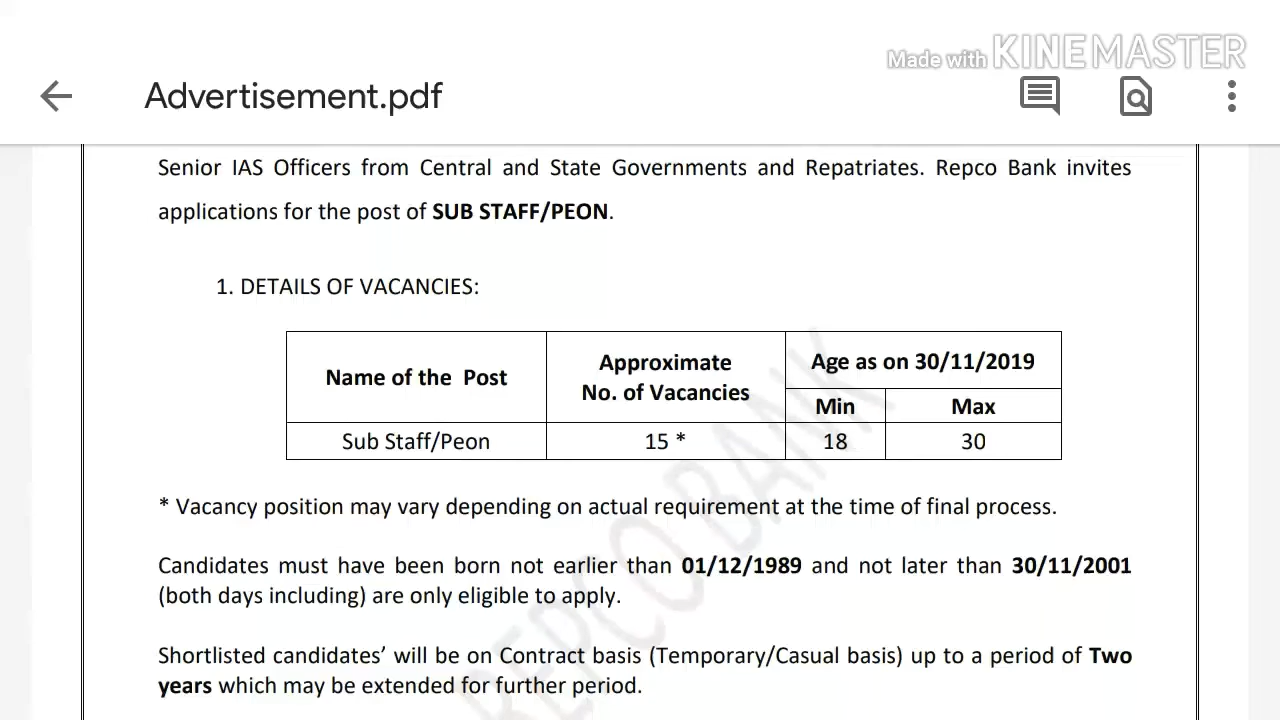 Made with KINEMASTER
Advertisement.pdf
Senior IAS Officers from Central and State Governments and Repatriates. Repco Bank invites
applications for the post of SUB STAFF/PEON.
1. DETAILS OF VACANCIES:
Name of the Post
Approximate
No. of Vacancies
Age as on 30/11/2019
Min
Max
Sub Staff/Peon
15 *
18
30
* Vacancy position may vary depending on actual requirement at the time of final process.
Candidates must have been born not earlier than 01/12/1989 and not later than 30/11/2001
(both days including) are only eligible to apply.
Shortlisted candidates’ will be on Contract basis (Temporary/Casual basis) up to a period of Two
years which may be extended for further period.
REPCO BANK